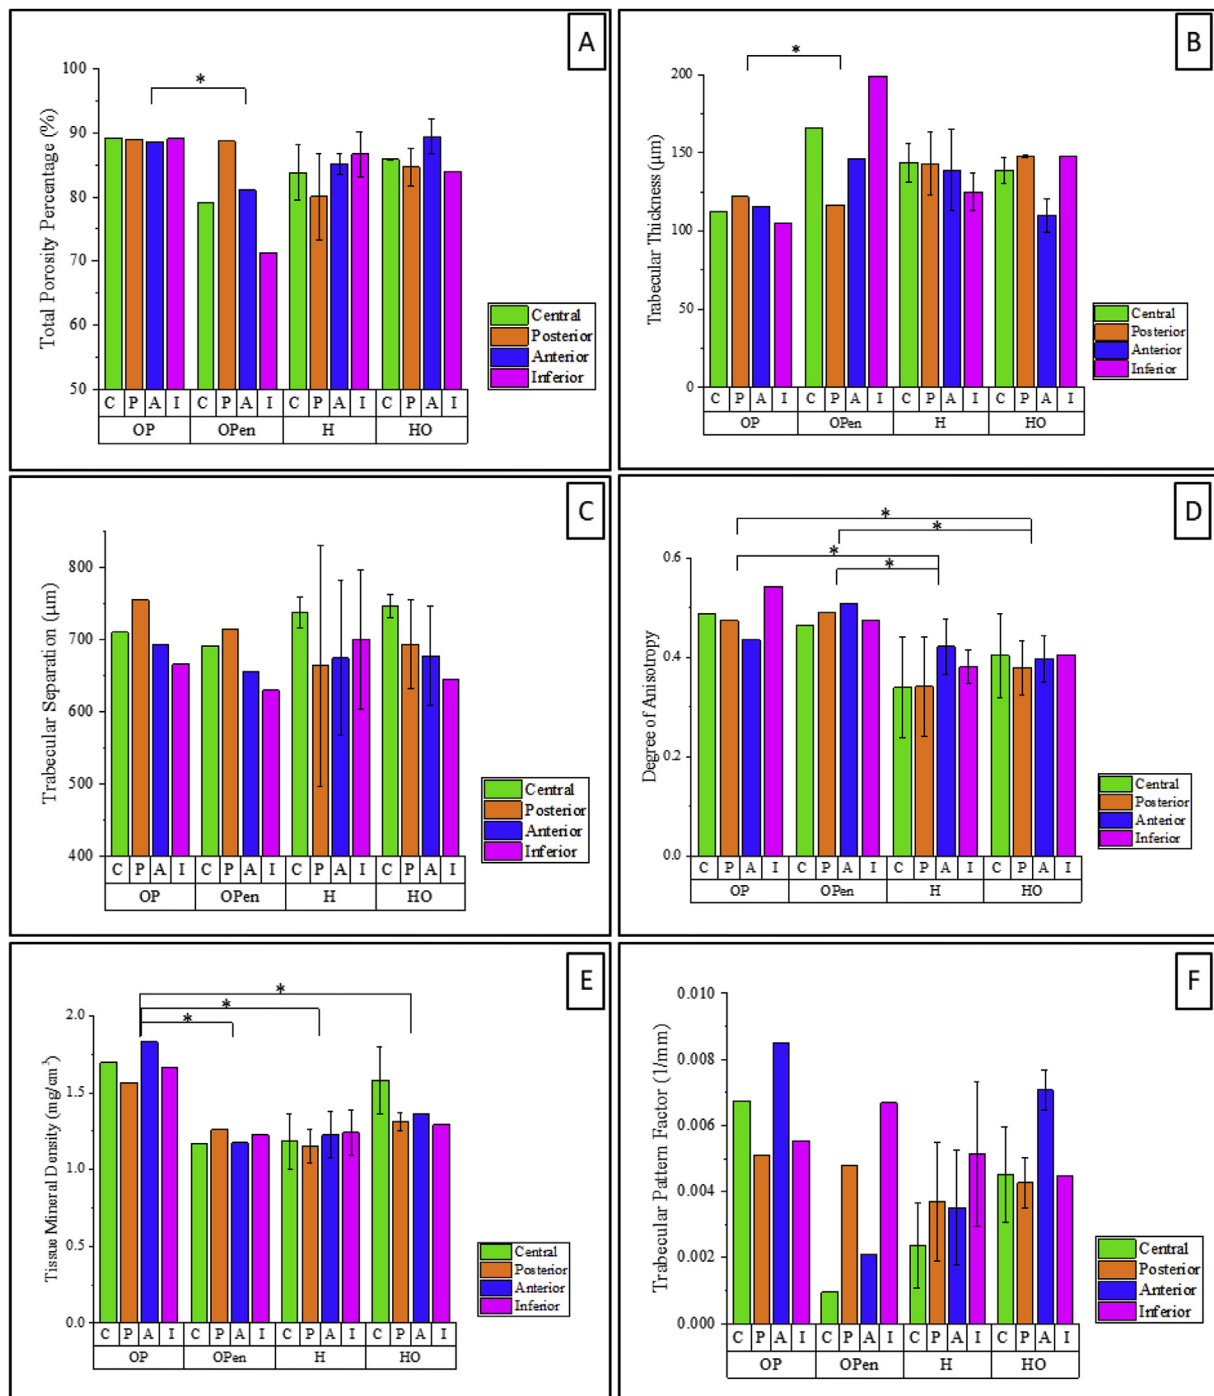 A
Total Porosity Percentage (%)
100
90
80
70
60
50
*
Central
Posterior
Anterior
Inferior
C P A I C P A I C P A I C P A I
OP OPen H HO
B
Trabecular Thickness (µm)
200
150
100
50
0
*
Central
Posterior
Anterior
Inferior
C P A I C P A I C P A I C P A I
OP OPen H HO
C
Trabecular Separation (µm)
800
700
600
500
400
Central
Posterior
Anterior
Inferior
C P A I C P A I C P A I C P A I
OP OPen H HO
D
Degree of Anisotropy
0.6
0.4
0.2
0.0
*
*
*
*
Central
Posterior
Anterior
Inferior
C P A I C P A I C P A I C P A I
OP OPen H HO
E
Tissue Mineral Density (mg/cm³)
2.0
1.5
1.0
0.5
0.0
*
*
*
Central
Posterior
Anterior
Inferior
C P A I C P A I C P A I C P A I
OP OPen H HO
F
Trabecular Pattern Factor (1/mm)
0.010
0.008
0.006
0.004
0.002
0.000
Central
Posterior
Anterior
Inferior
C P A I C P A I C P A I C P A I
OP OPen H HO